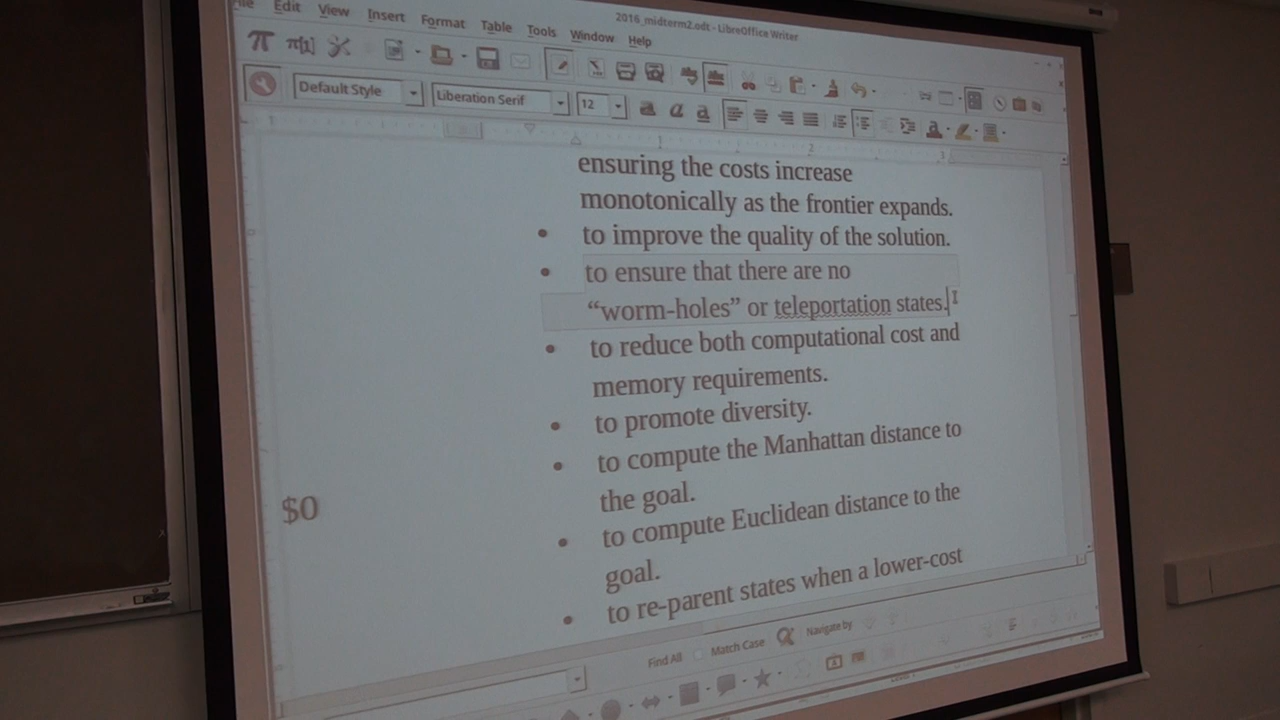 Edit View Insert Format Table Tools Window Help
2016_midterm2.odt - LibreOffice Writer
Default Style Liberation Serif 12
1 1 2 3
ensuring the costs increase
monotonically as the frontier expands.
• to improve the quality of the solution.
• to ensure that there are no
“worm-holes” or teleportation states.
• to reduce both computational cost and
memory requirements.
• to promote diversity.
• to compute the Manhattan distance to
the goal.
$0
• to compute Euclidean distance to the
goal.
• to re-parent states when a lower-cost
Find All Match Case Navigate by